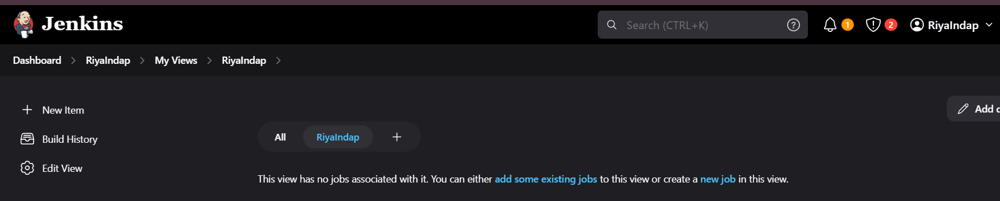 Jenkins
Search (CTRL+K)
?
1
2
RiyaIndap
Dashboard > RiyaIndap > My Views > RiyaIndap >
New Item
Add
Build History
Edit View
All RiyaIndap +
This view has no jobs associated with it. You can either add some existing jobs to this view or create a new job in this view.